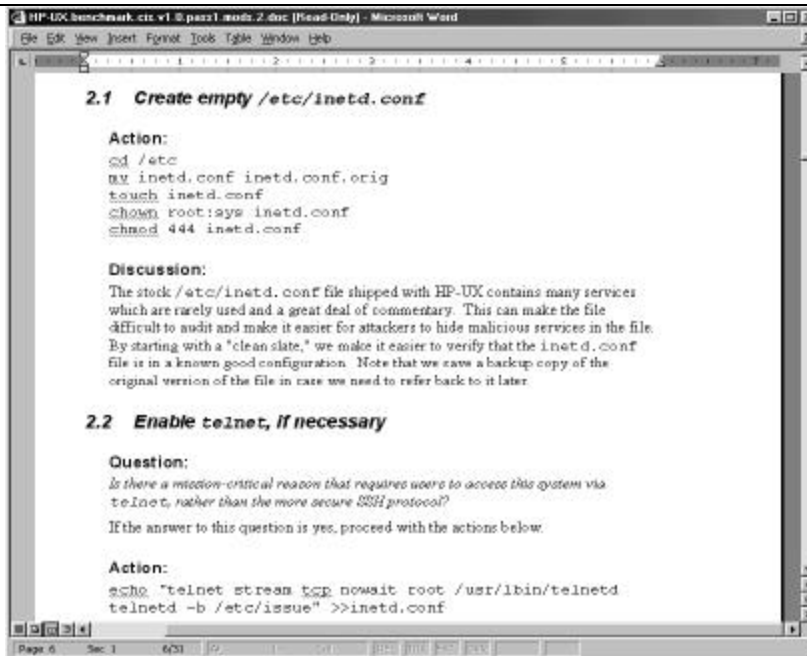 HP-UX.benchmark.cis.v1.0.pass1.mods.2.doc (Read-Only) - Microsoft Word
File Edit View Insert Format Tools Table Window Help
1 2 3 4 5 7
2.1 Create empty /etc/inetd.conf
Action:
cd /etc
mv inetd.conf inetd.conf.orig
touch inetd.conf
chown root:sys inetd.conf
chmod 444 inetd.conf
Discussion:
The stock /etc/inetd.conf file shipped with HP-UX contains many services
which are rarely used and a great deal of commentary. This can make the file
difficult to audit and make it easier for attackers to hide malicious services in the file.
By starting with a "clean slate," we make it easier to verify that the inetd.conf
file is in a known good configuration. Note that we save a backup copy of the
original version of the file in case we need to refer back to it later.
2.2 Enable telnet, if necessary
Question:
Is there a mission-critical reason that requires users to access this system via
telnet, rather than the more secure SSH protocol?
If the answer to this question is yes, proceed with the actions below.
Action:
echo "telnet stream tcp nowait root /usr/lbin/telnetd
telnetd -b /etc/issue" >>inetd.conf
Page 6 Sec 1 6/31